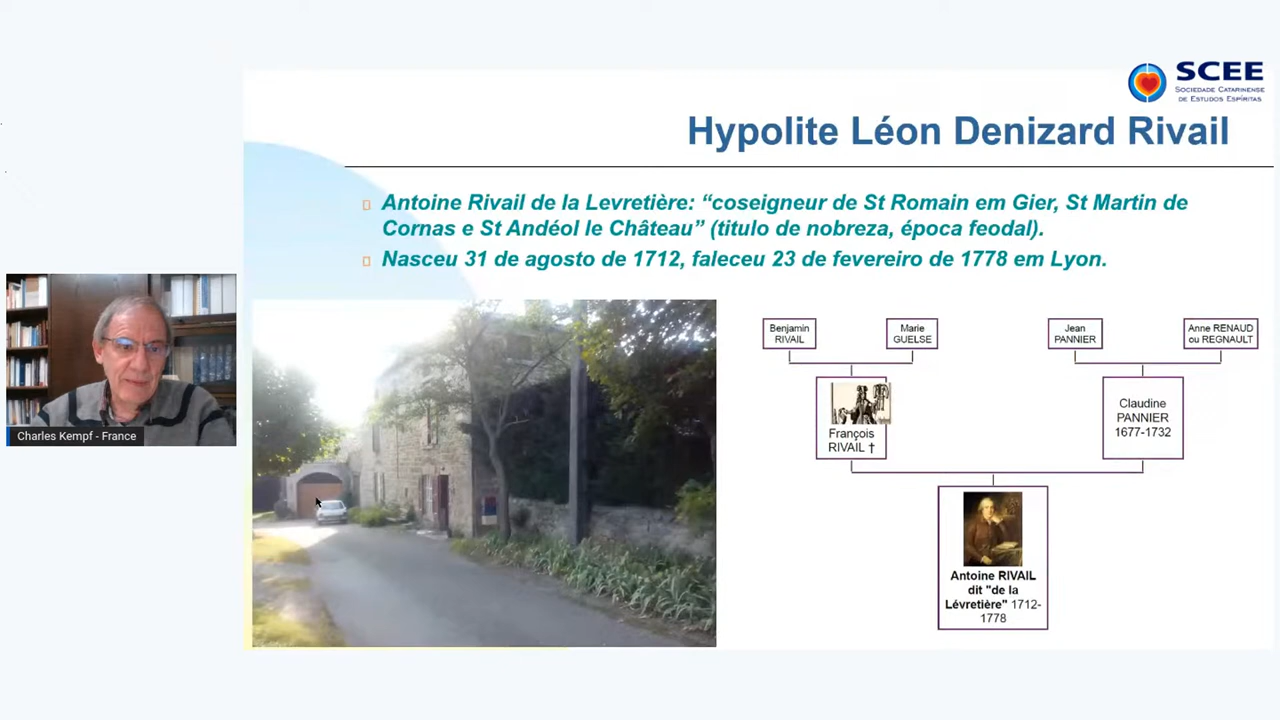 SCEE
SOCIEDADE CATARINENSE
DE ESTUDOS ESPÍRITAS
Hypolite Léon Denizard Rivail
Antoine Rivail de la Levretière: “coseigneur de St Romain em Gier, St Martin de
Cornas e St Andéol le Château” (titulo de nobreza, época feodal).
Nasceu 31 de agosto de 1712, faleceu 23 de fevereiro de 1778 em Lyon.
Charles Kempf - France
Benjamin
RIVAIL
Marie
GUELSE
Jean
PANNIER
Anne RENAUD
ou REGNAULT
François
RIVAIL †
Claudine
PANNIER
1677-1732
Antoine RIVAIL
dit "de la
Lévretière" 1712-
1778